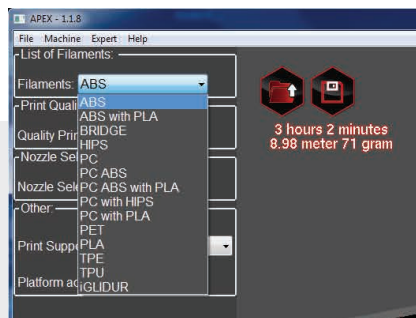 APEX - 1.1.8
File Machine Expert Help
List of Filaments:
Filaments: ABS
ABS
ABS with PLA
BRIDGE
HIPS
PC
PC ABS
PC ABS with PLA
PC with HIPS
PC with PLA
PET
PLA
TPE
TPU
iGLIDUR
Print Quali
Quality Prin
Nozzle Sel
Nozzle Sele
Other:
Print Suppo
Platform ad
3 hours 2 minutes
8.98 meter 71 gram